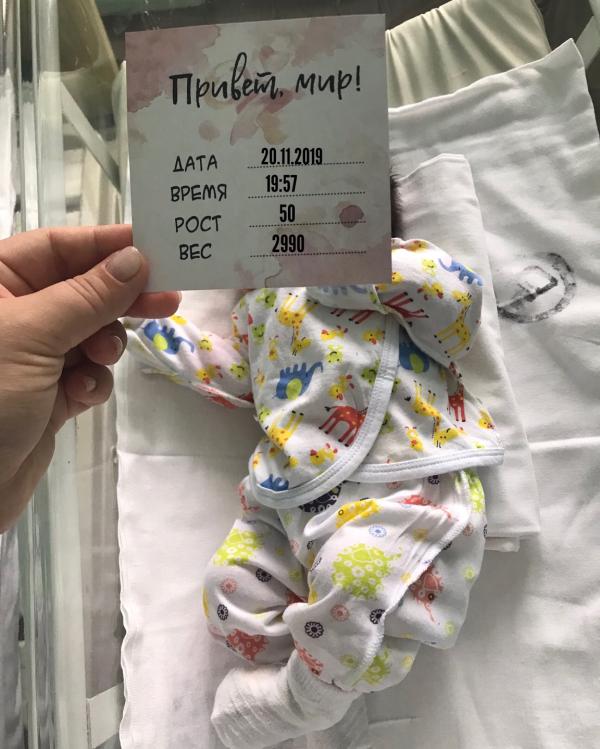 Привет, мир!
ДАТА 20.11.2019
ВРЕМЯ 19:57
РОСТ 50
ВЕС 2990